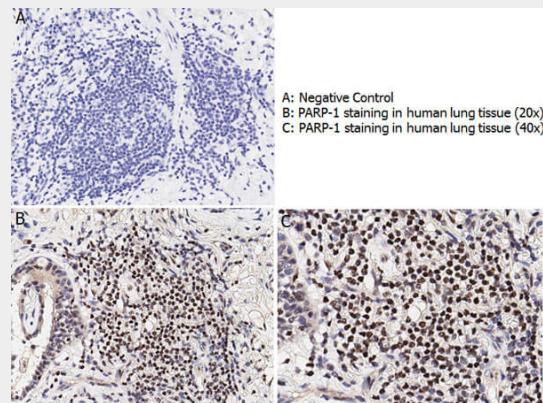 A
A: Negative Control
B: PARP-1 staining in human lung tissue (20x)
C: PARP-1 staining in human lung tissue (40x)
B
C